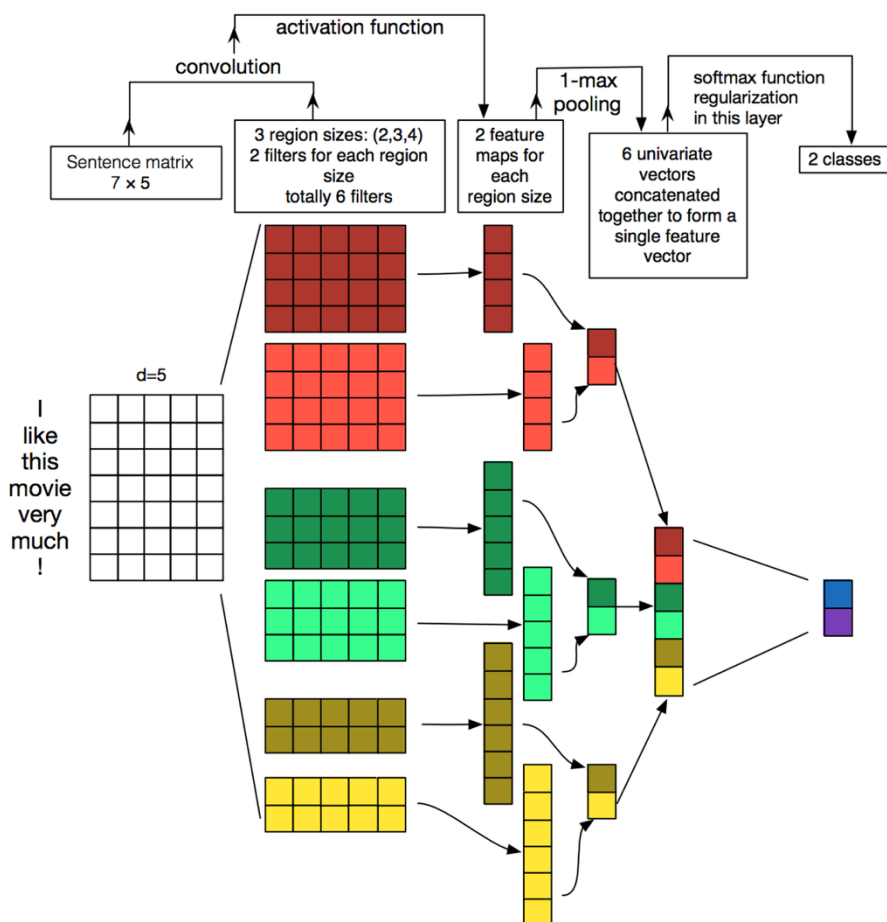 activation function
convolution
1-max
pooling
softmax function
regularization
in this layer
Sentence matrix
7 × 5
3 region sizes: (2,3,4)
2 filters for each region
size
totally 6 filters
2 feature
maps for
each
region size
6 univariate
vectors
concatenated
together to form a
single feature
vector
2 classes
d=5
I
like
this
movie
very
much
!